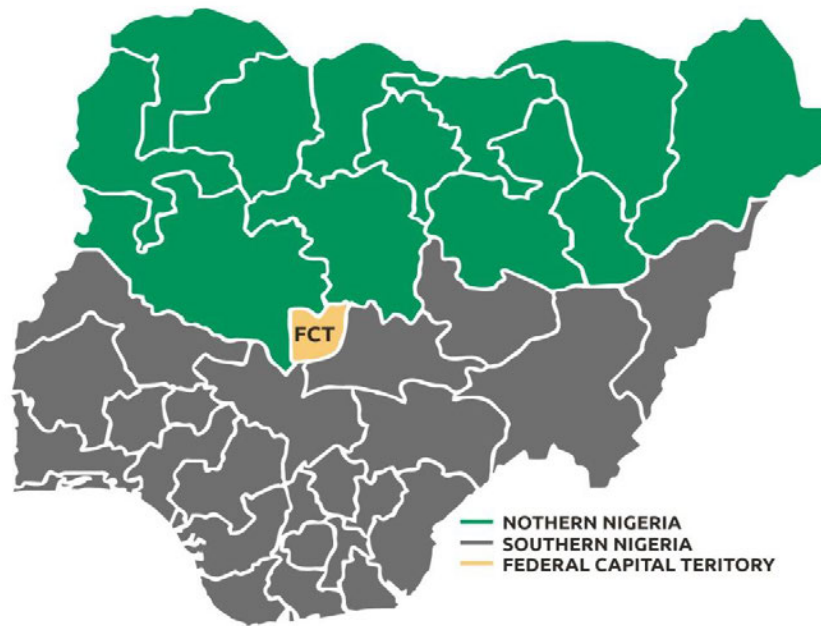 FCT
NOTHERN NIGERIA
SOUTHERN NIGERIA
FEDERAL CAPITAL TERITORY